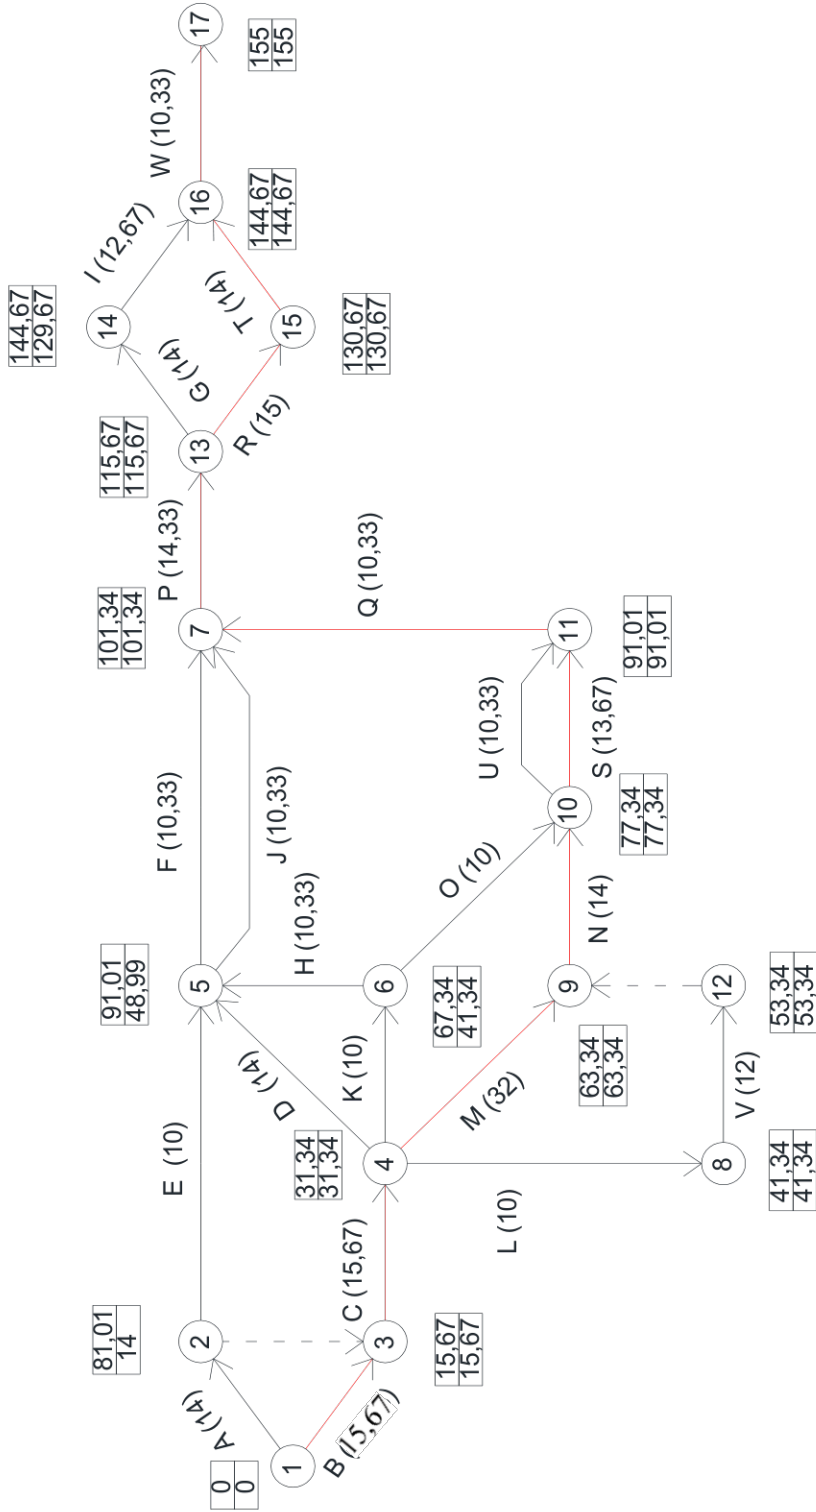 0
0
1
A (14)
B (15,67)
81,01
14
2
15,67
15,67
3
E (10)
C (15,67)
31,34
31,34
4
D (14)
K (10)
M (32)
L (10)
41,34
41,34
8
V (12)
91,01
48,99
5
H (10,33)
67,34
41,34
6
63,34
63,34
9
53,34
53,34
12
F (10,33)
J (10,33)
O (10)
N (14)
77,34
77,34
10
U (10,33)
S (13,67)
101,34
101,34
7
91,01
91,01
11
Q (10,33)
P (14,33)
115,67
115,67
13
G (14)
R (15)
144,67
129,67
14
130,67
130,67
15
I (12,67)
T (14)
144,67
144,67
16
W (10,33)
155
155
17